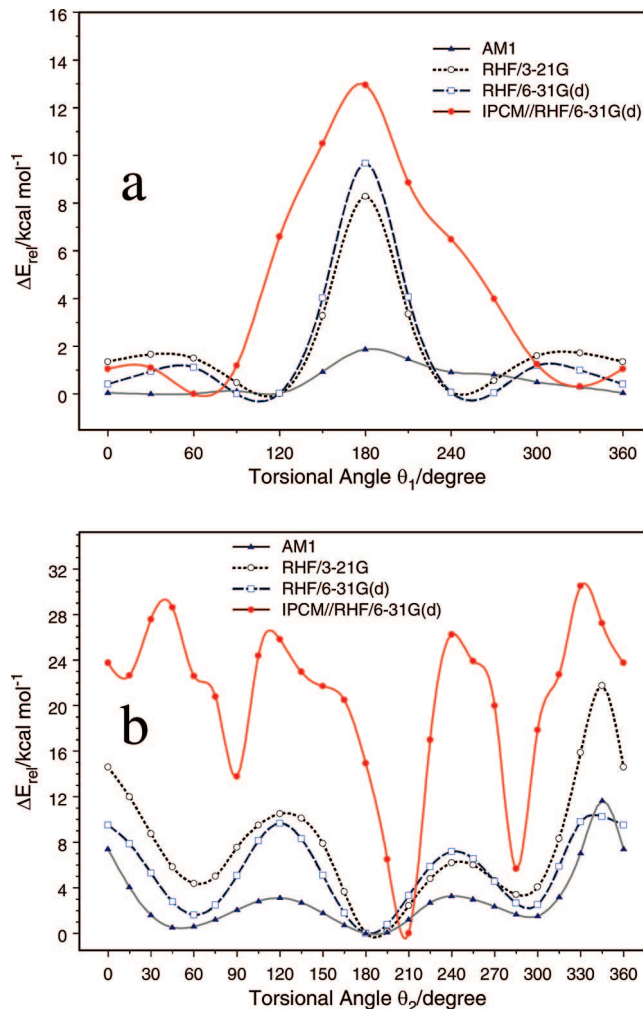 16
14
12
10
8
6
4
2
0
ΔE_rel/kcal mol⁻¹
a
AM1
RHF/3-21G
RHF/6-31G(d)
IPCM//RHF/6-31G(d)
0 60 120 180 240 300 360
Torsional Angle θ₁/degree
32
28
24
20
16
12
8
4
0
ΔE_rel/kcal mol⁻¹
b
AM1
RHF/3-21G
RHF/6-31G(d)
IPCM//RHF/6-31G(d)
0 30 60 90 120 150 180 210 240 270 300 330 360
Torsional Angle θ₂/degree